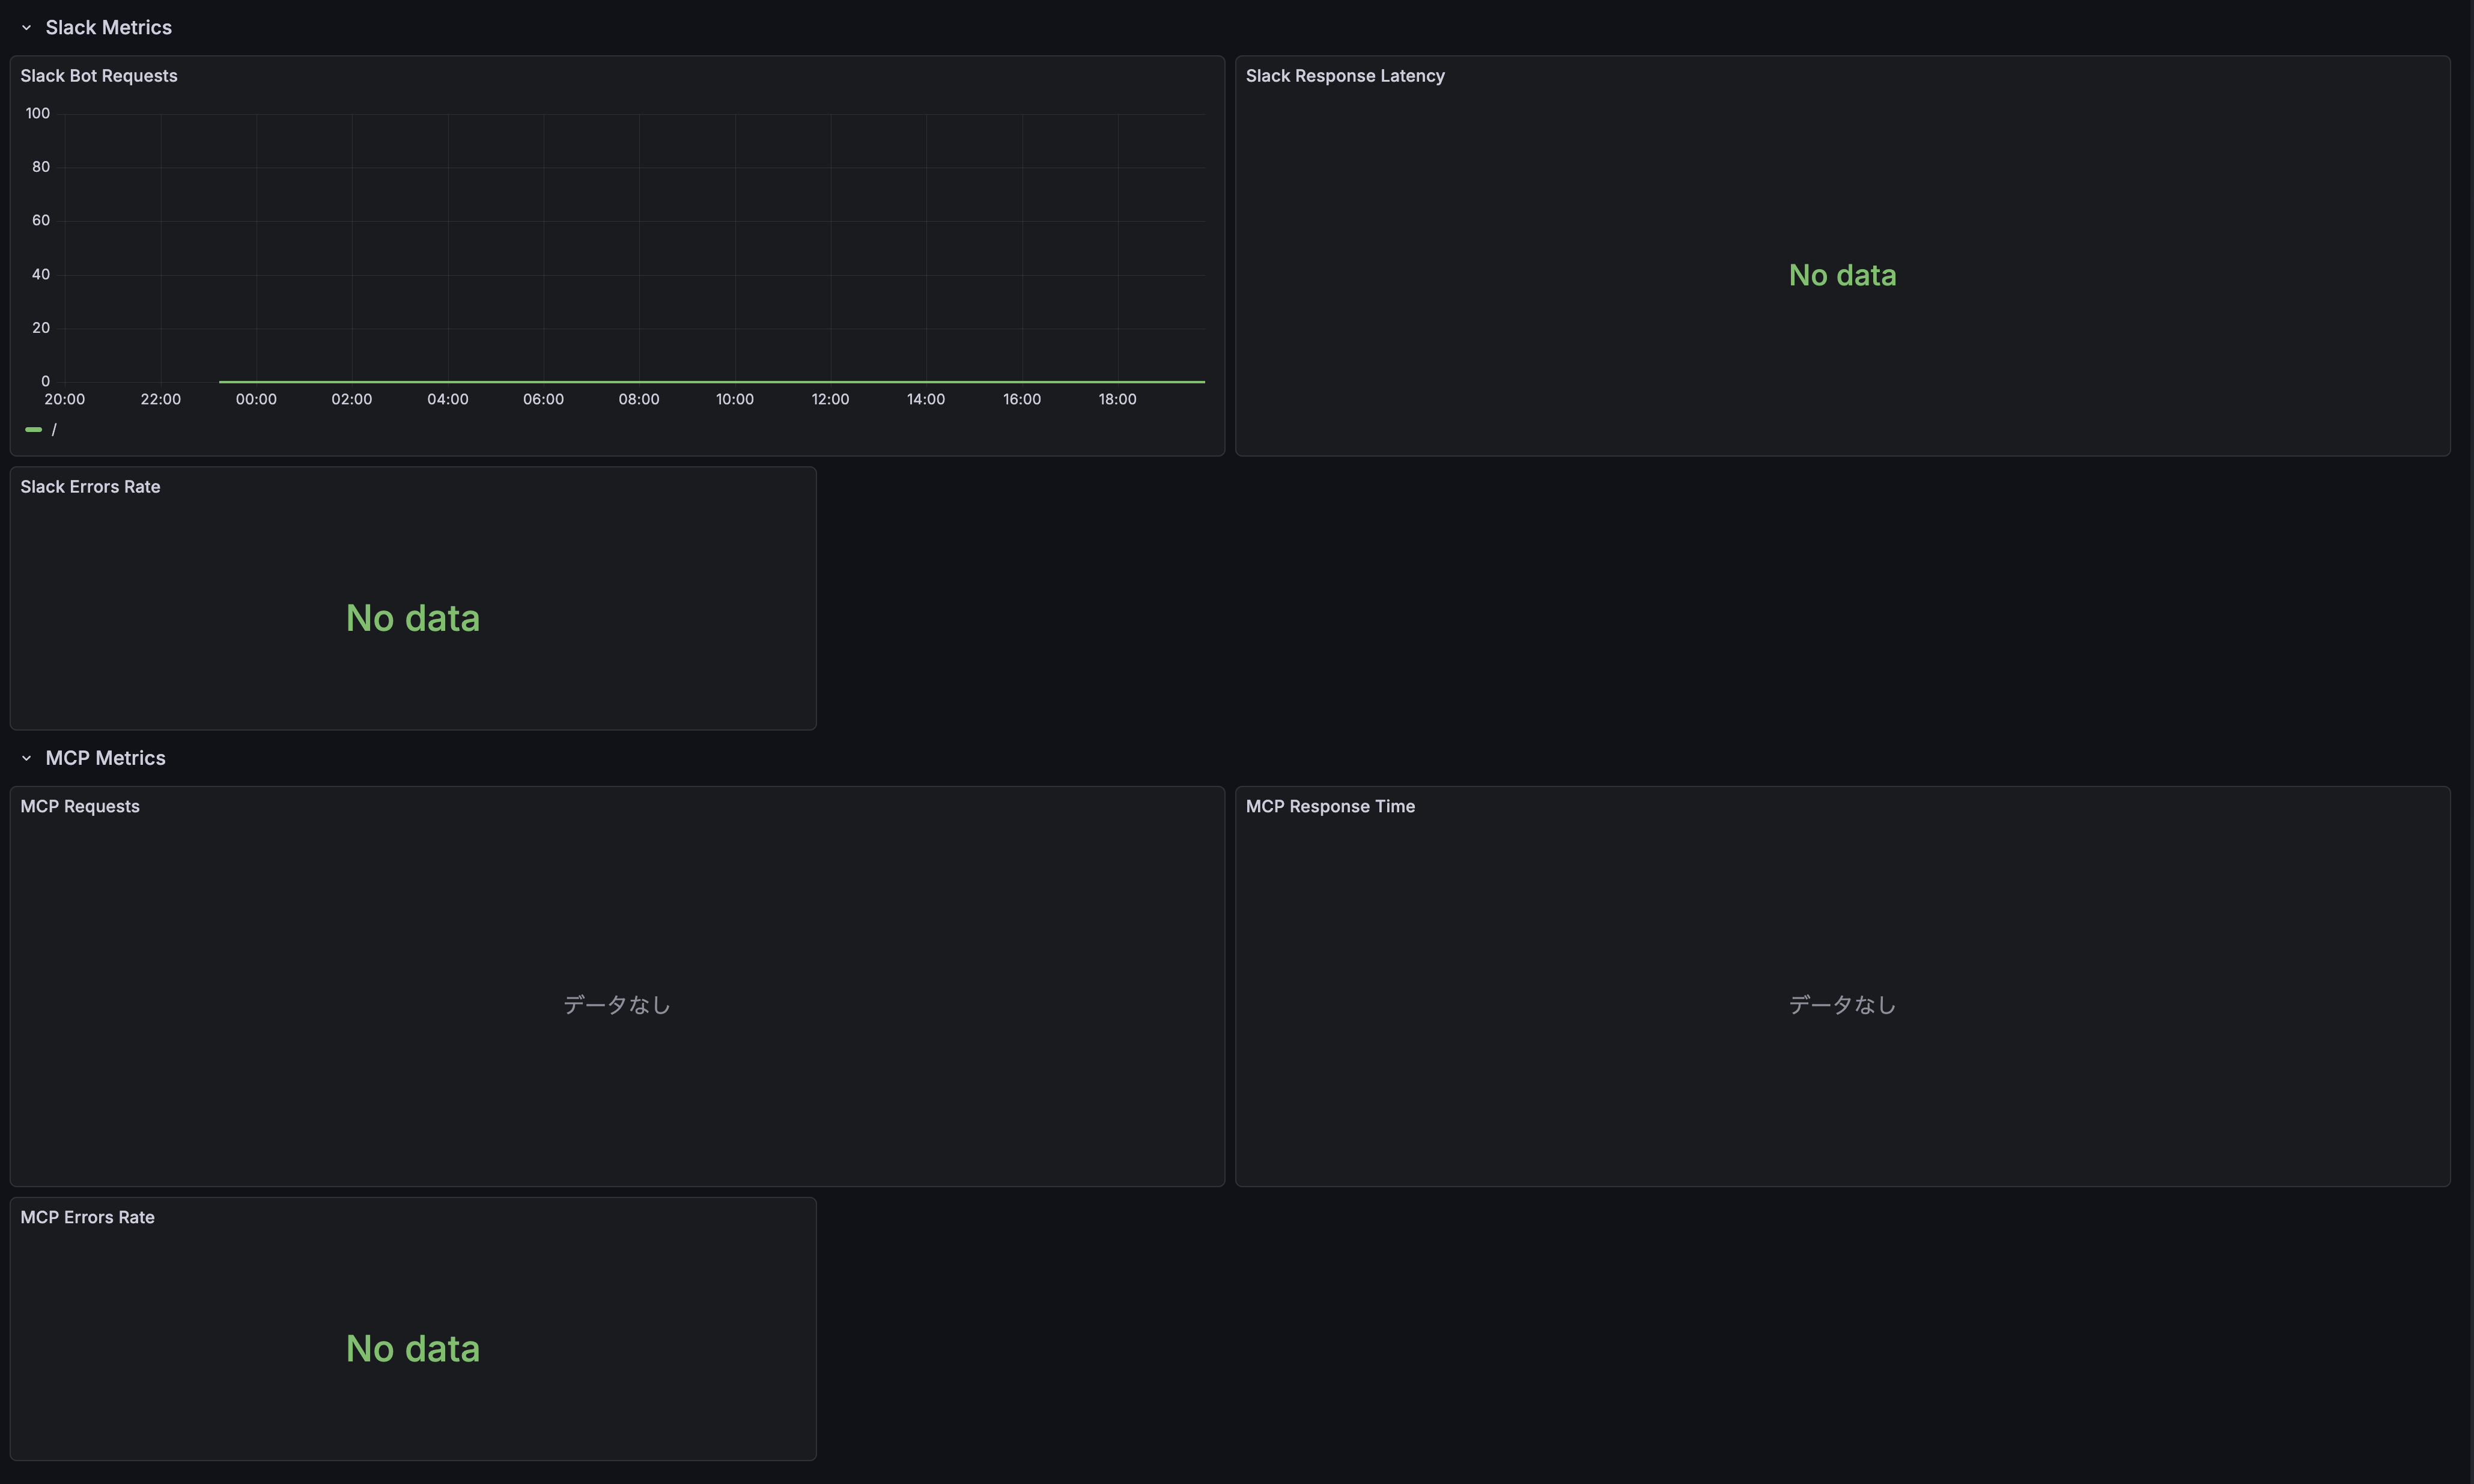 Slack Metrics
Slack Bot Requests
100
80
60
40
20
0
20:00 22:00 00:00 02:00 04:00 06:00 08:00 10:00 12:00 14:00 16:00 18:00
/
Slack Response Latency
No data
Slack Errors Rate
No data
MCP Metrics
MCP Requests
データなし
MCP Response Time
データなし
MCP Errors Rate
No data